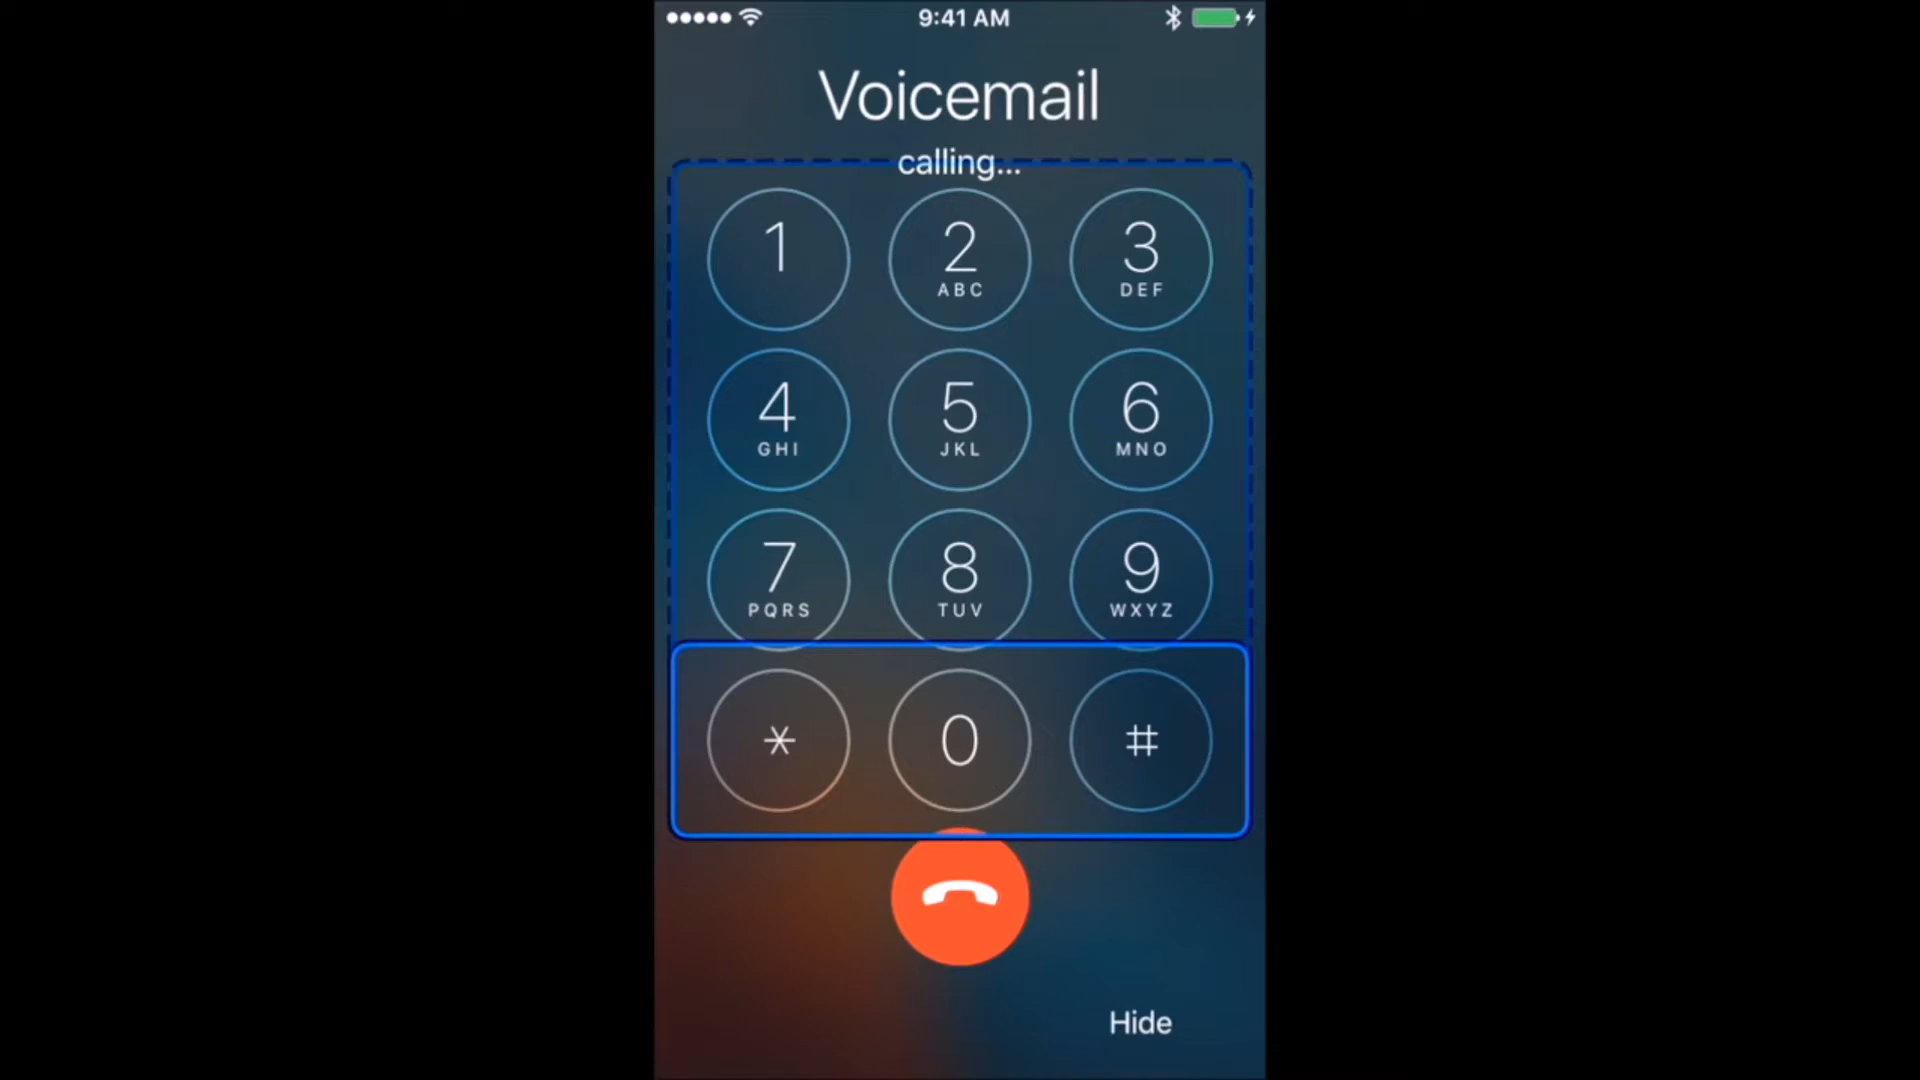 9:41 AM
Voicemail
calling...
1 2 3
ABC DEF
4 5 6
GHI JKL MNO
7 8 9
PQRS TUV WXYZ
* 0 #
Hide